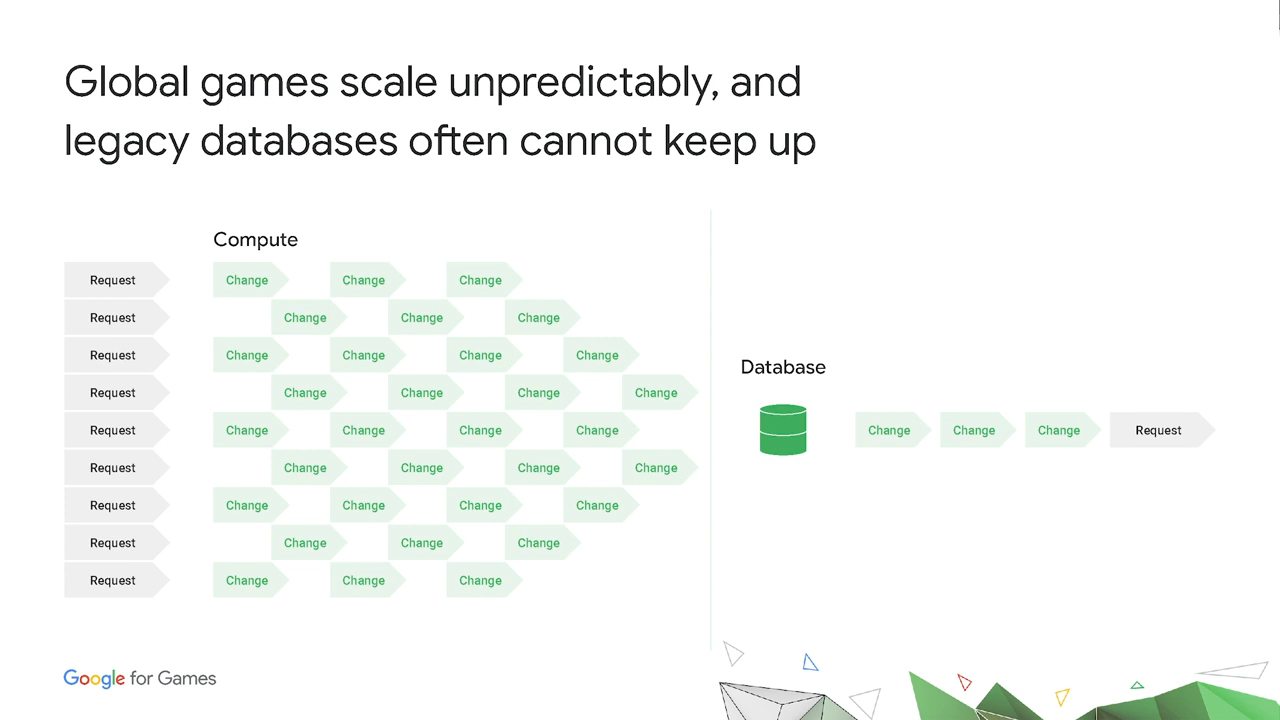 Global games scale unpredictably, and
legacy databases often cannot keep up
Compute
Request Change Change Change
Request Change Change Change
Request Change Change Change Change
Request Change Change Change Change
Request Change Change Change Change
Request Change Change Change Change
Request Change Change Change Change
Request Change Change Change
Request Change Change Change
Database
Change Change Change Request
Google for Games